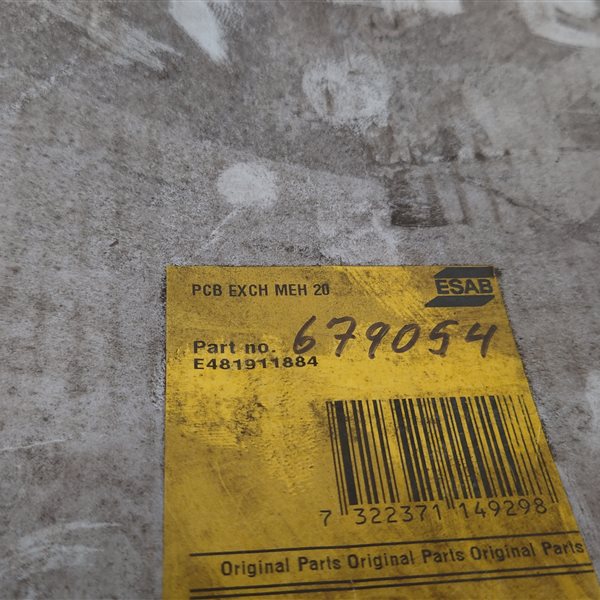 PCB EXCH MEH 20
ESAB
Part no. 679054
E481911884
7 322371 149298
Original Parts Original Parts Original Parts